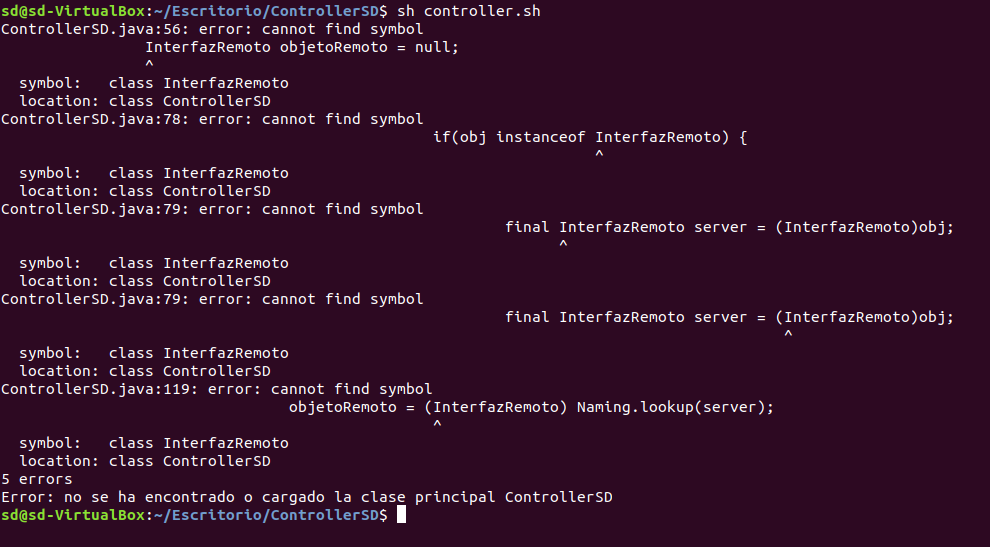 sd@sd-VirtualBox:~/Escritorio/ControllerSD$ sh controller.sh
ControllerSD.java:56: error: cannot find symbol
InterfazRemoto objetoRemoto = null;
^
symbol:   class InterfazRemoto
location: class ControllerSD
ControllerSD.java:78: error: cannot find symbol
if(obj instanceof InterfazRemoto) {
^
symbol:   class InterfazRemoto
location: class ControllerSD
ControllerSD.java:79: error: cannot find symbol
final InterfazRemoto server = (InterfazRemoto)obj;
^
symbol:   class InterfazRemoto
location: class ControllerSD
ControllerSD.java:79: error: cannot find symbol
final InterfazRemoto server = (InterfazRemoto)obj;
^
symbol:   class InterfazRemoto
location: class ControllerSD
ControllerSD.java:119: error: cannot find symbol
objetoRemoto = (InterfazRemoto) Naming.lookup(server);
^
symbol:   class InterfazRemoto
location: class ControllerSD
5 errors
Error: no se ha encontrado o cargado la clase principal ControllerSD
sd@sd-VirtualBox:~/Escritorio/ControllerSD$